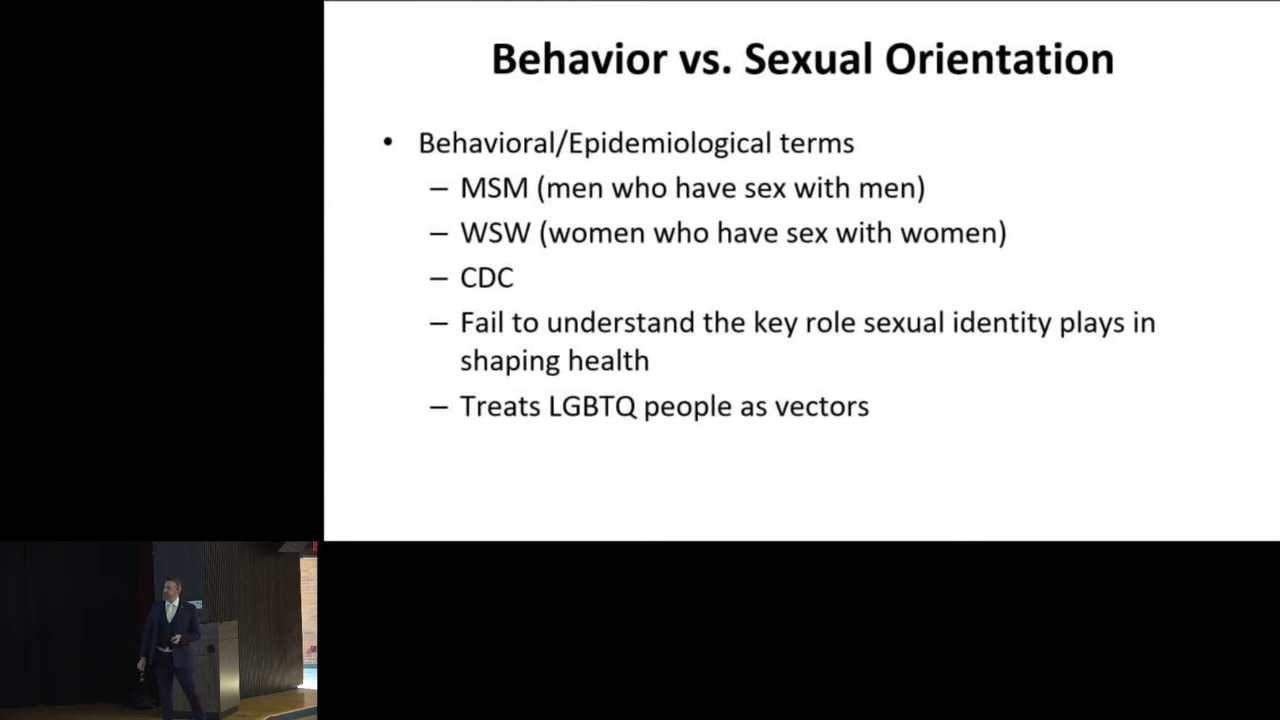 Behavior vs. Sexual Orientation
• Behavioral/Epidemiological terms
– MSM (men who have sex with men)
– WSW (women who have sex with women)
– CDC
– Fail to understand the key role sexual identity plays in
shaping health
– Treats LGBTQ people as vectors